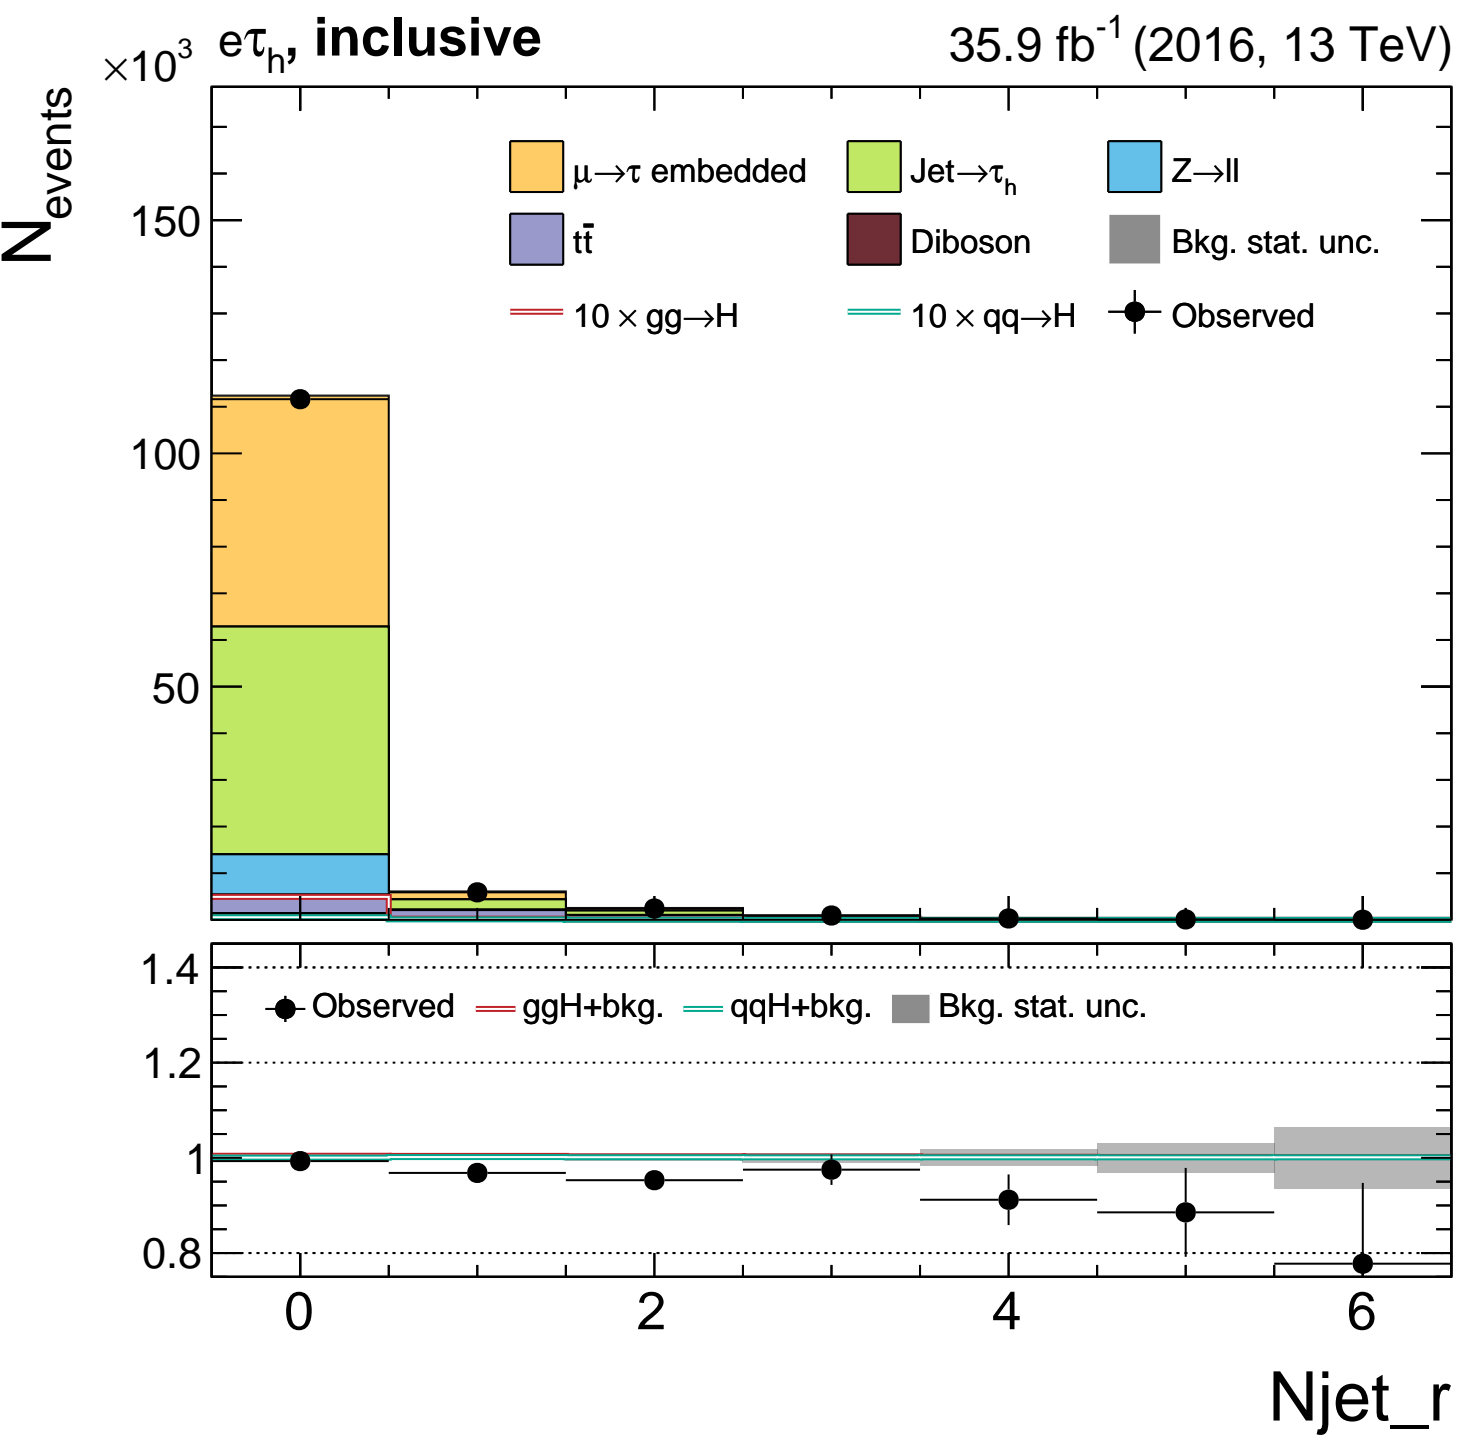 ×10³ eτₕ, inclusive 35.9 fb⁻¹ (2016, 13 TeV)
N_events
150
100
50
μ→τ embedded Jet→τₕ Z→ll
tt̄ Diboson Bkg. stat. unc.
10 × gg→H 10 × qq→H Observed
1.4
1.2
1
0.8
Observed ggH+bkg. qqH+bkg. Bkg. stat. unc.
0 2 4 6
Njet_r